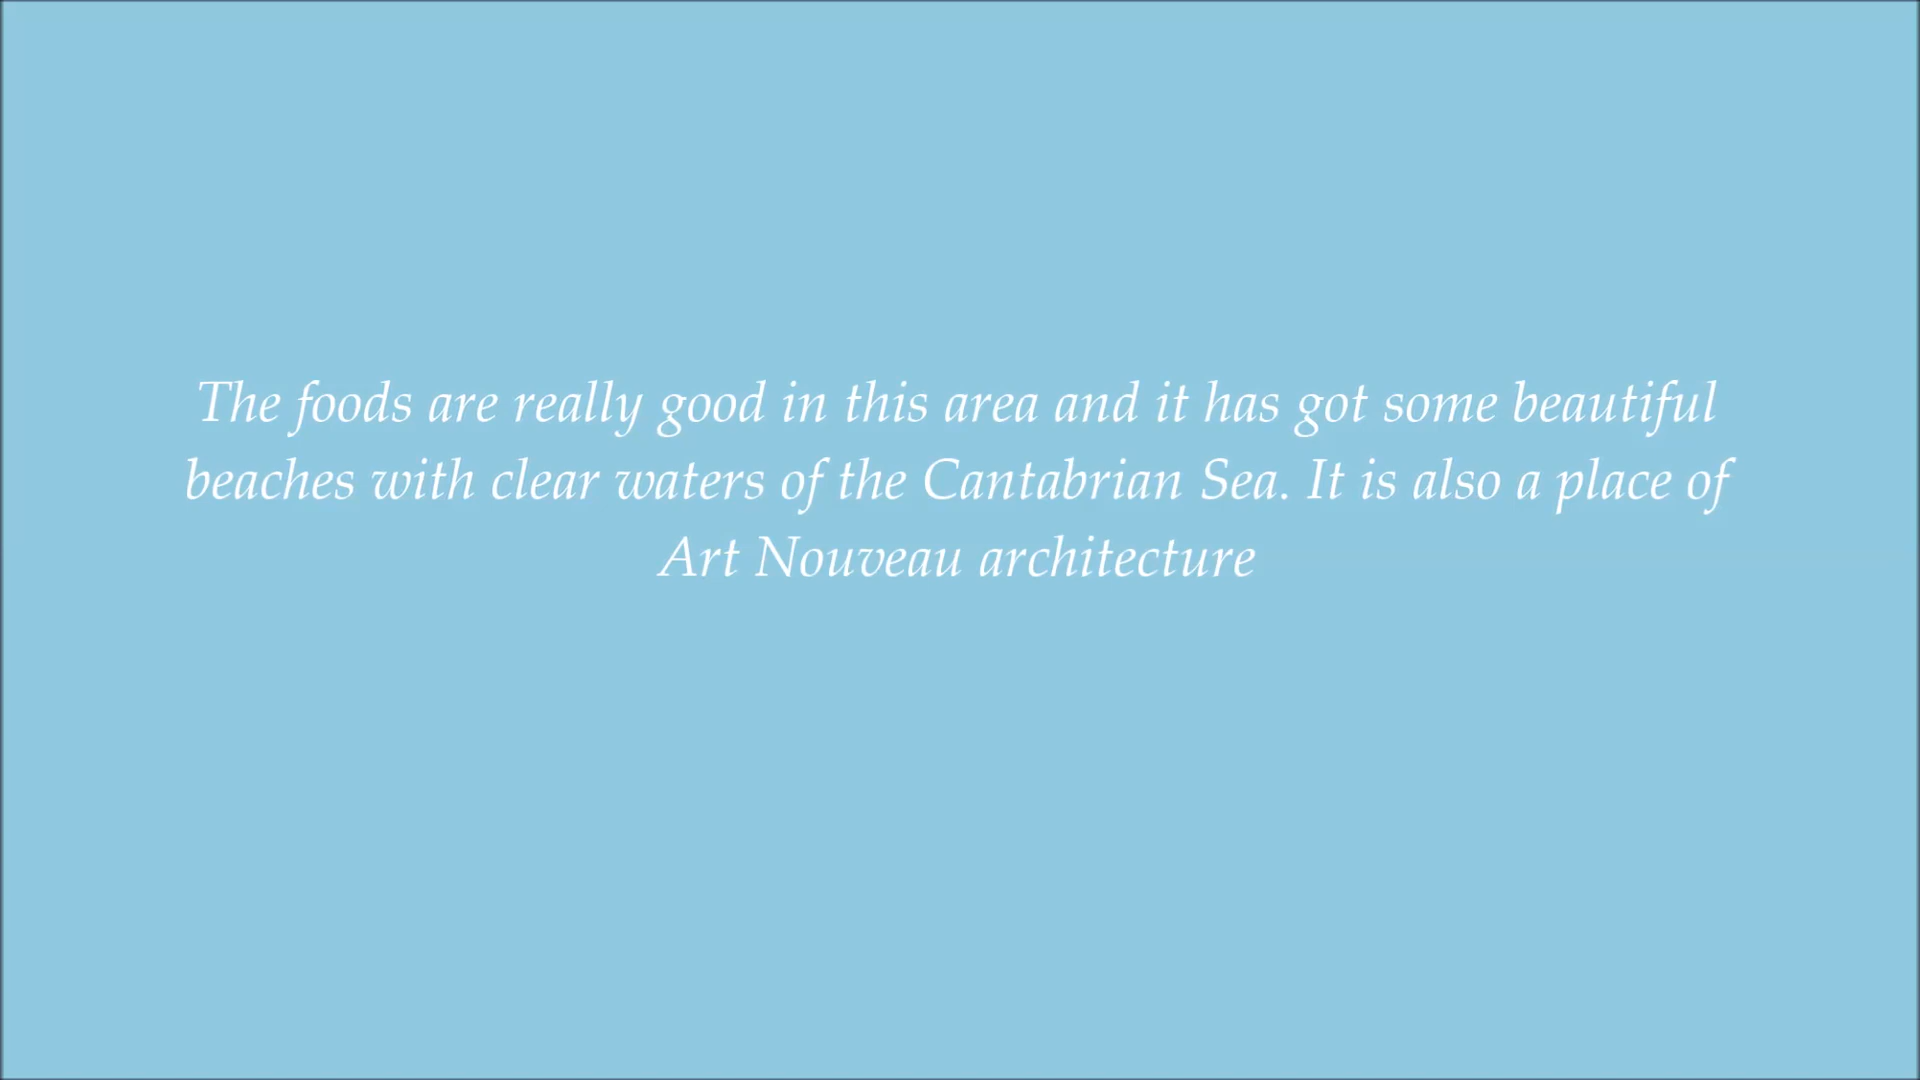 The foods are really good in this area and it has got some beautiful
beaches with clear waters of the Cantabrian Sea. It is also a place of
Art Nouveau architecture